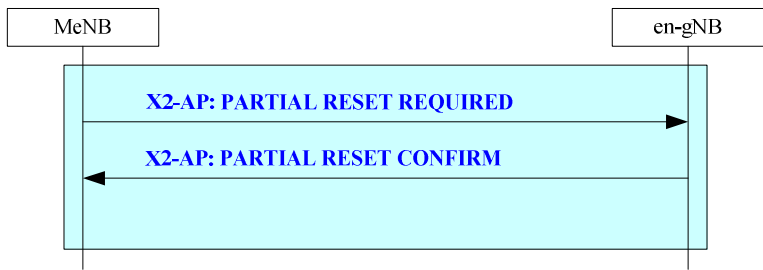 MeNB
en-gNB
X2-AP: PARTIAL RESET REQUIRED
X2-AP: PARTIAL RESET CONFIRM